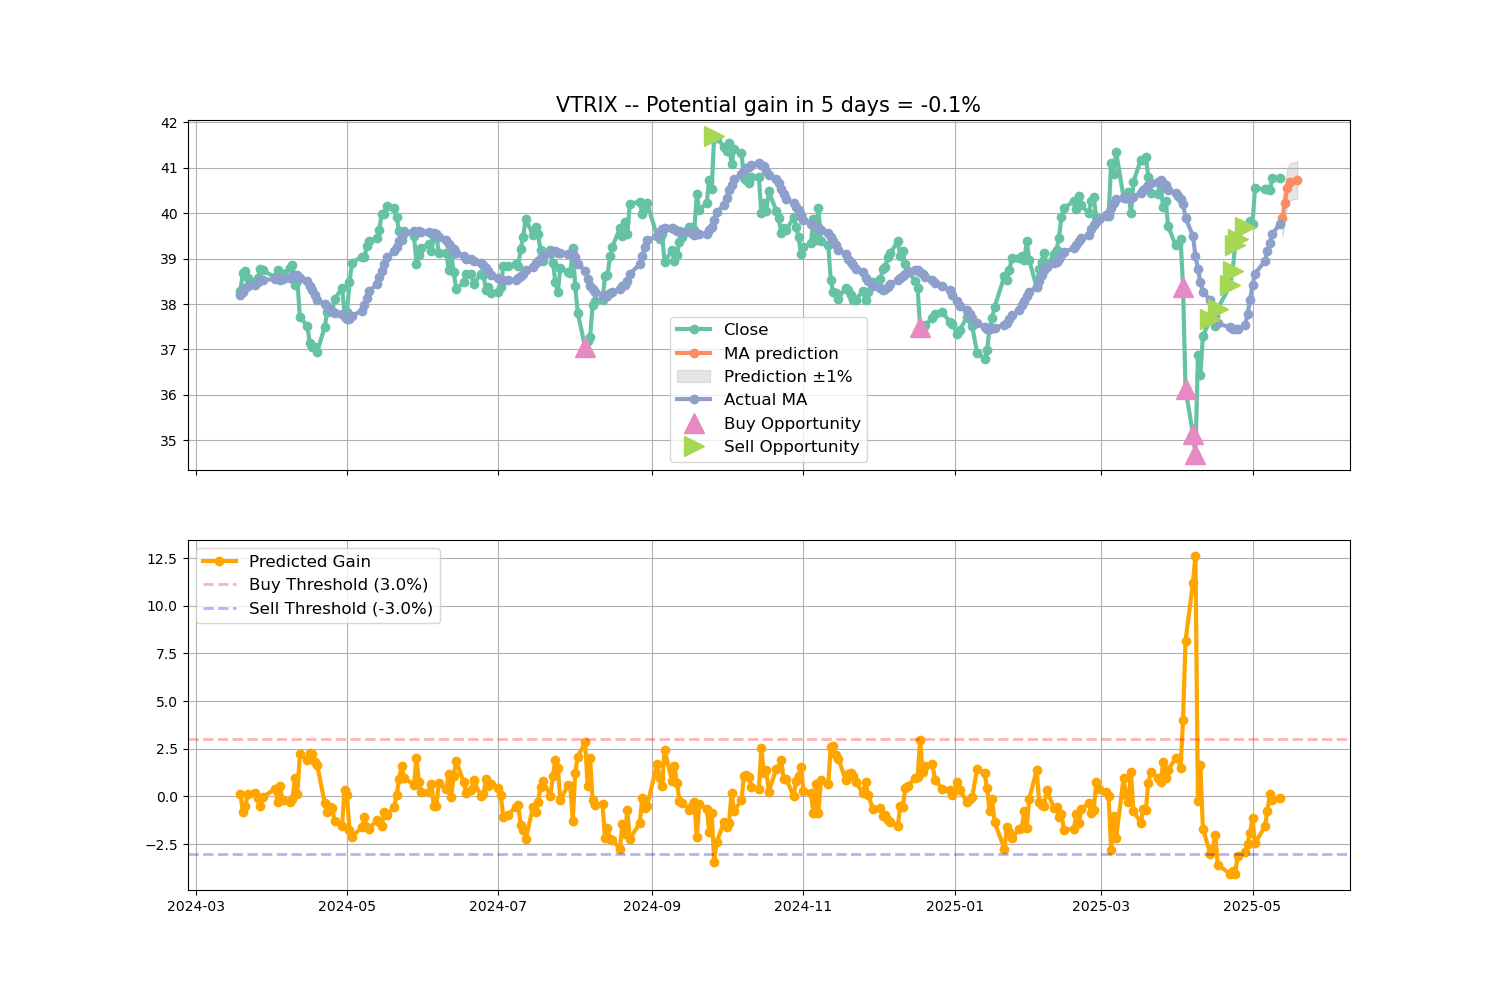 VTRIX -- Potential gain in 5 days = -0.1%
42
41
40
39
38
37
36
35
Close
MA prediction
Prediction ±1%
Actual MA
Buy Opportunity
Sell Opportunity
12.5
10.0
7.5
5.0
2.5
0.0
−2.5
Predicted Gain
Buy Threshold (3.0%)
Sell Threshold (-3.0%)
2024-03 2024-05 2024-07 2024-09 2024-11 2025-01 2025-03 2025-05